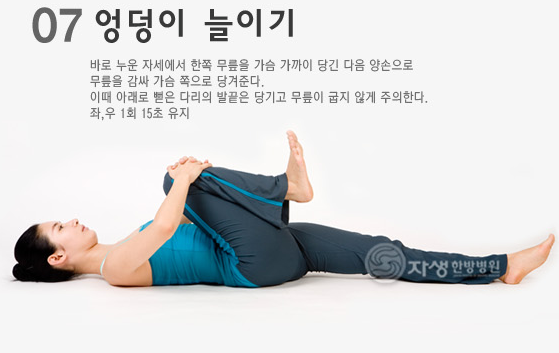 07 엉덩이 늘이기
바로 누운 자세에서 한쪽 무릎을 가슴 가까이 당긴 다음 양손으로
무릎을 감싸 가슴 쪽으로 당겨준다.
이때 아래로 뻗은 다리의 발끝은 당기고 무릎이 굽지 않게 주의한다.
좌,우 1회 15초 유지
자생한방병원